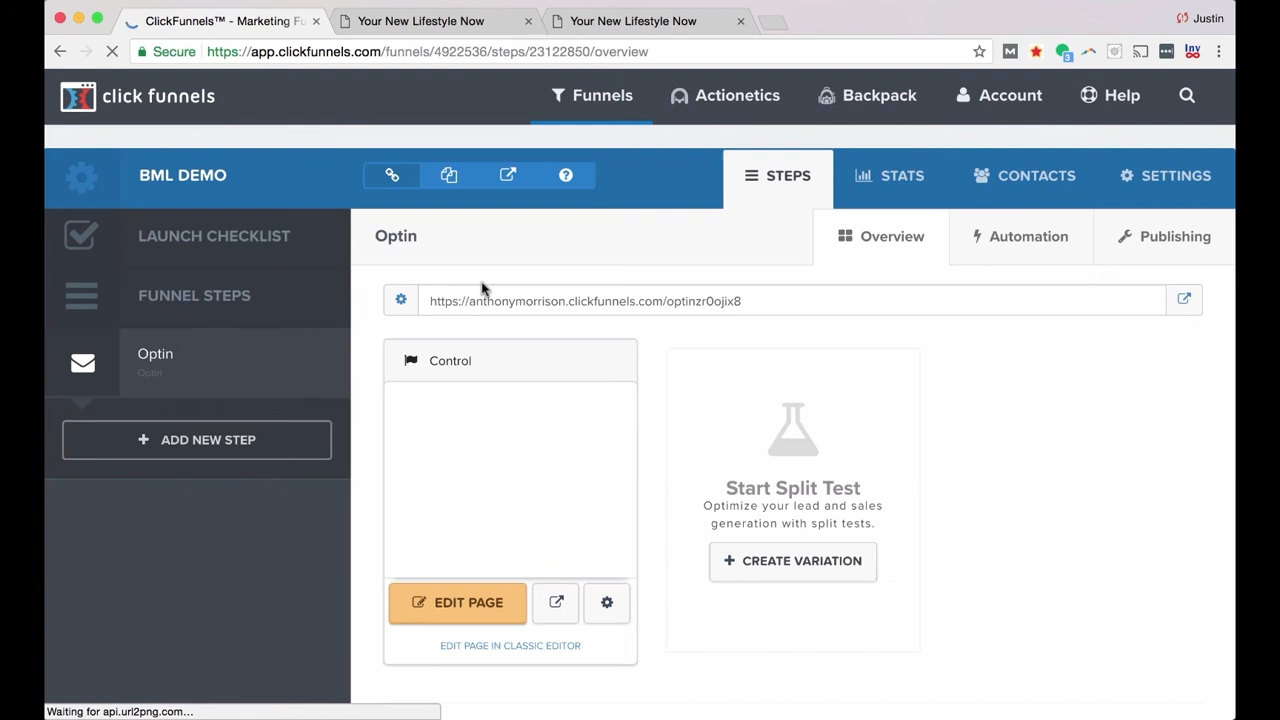 ClickFunnels™ - Marketing Fu
Your New Lifestyle Now
Your New Lifestyle Now
Justin
Secure
https://app.clickfunnels.com/funnels/4922536/steps/23122850/overview
M
3
Inv
click funnels
Funnels
Actionetics
Backpack
Account
Help
BML DEMO
STEPS
STATS
CONTACTS
SETTINGS
LAUNCH CHECKLIST
Optin
Overview
Automation
Publishing
FUNNEL STEPS
https://anthonymorrison.clickfunnels.com/optinzr0ojix8
Optin
Optin
Control
ADD NEW STEP
Start Split Test
Optimize your lead and sales
generation with split tests.
CREATE VARIATION
EDIT PAGE
EDIT PAGE IN CLASSIC EDITOR
Waiting for api.url2png.com...